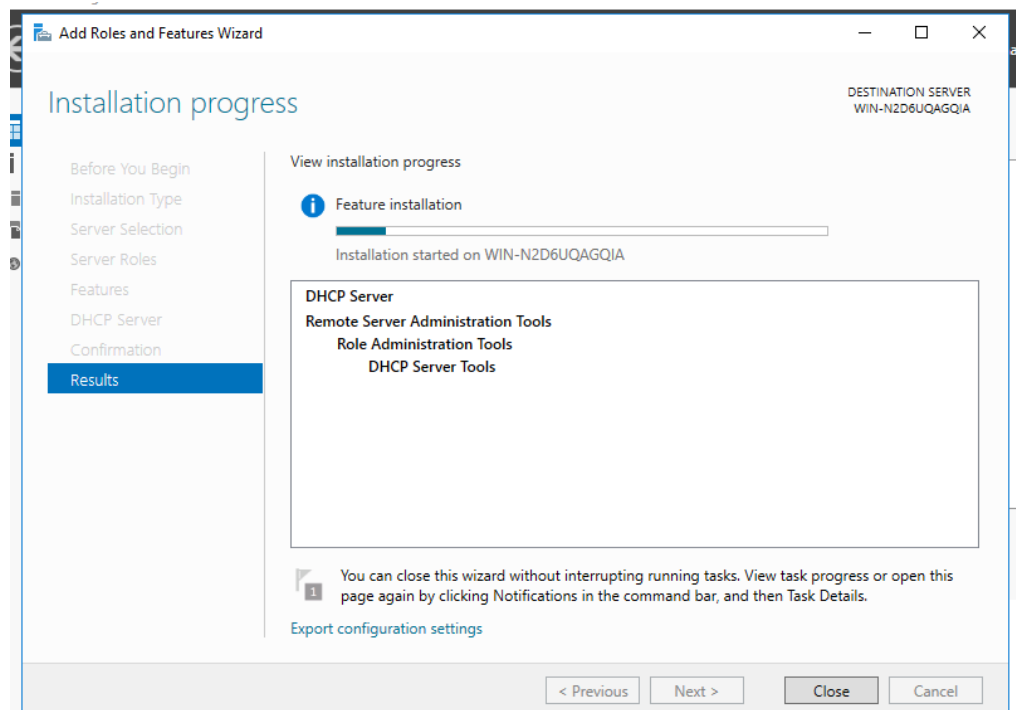 Add Roles and Features Wizard
Installation progress
DESTINATION SERVER
WIN-N2D6UQAGQIA
Before You Begin
Installation Type
Server Selection
Server Roles
Features
DHCP Server
Confirmation
Results
View installation progress
Feature installation
Installation started on WIN-N2D6UQAGQIA
DHCP Server
Remote Server Administration Tools
Role Administration Tools
DHCP Server Tools
1
You can close this wizard without interrupting running tasks. View task progress or open this
page again by clicking Notifications in the command bar, and then Task Details.
Export configuration settings
< Previous
Next >
Close
Cancel